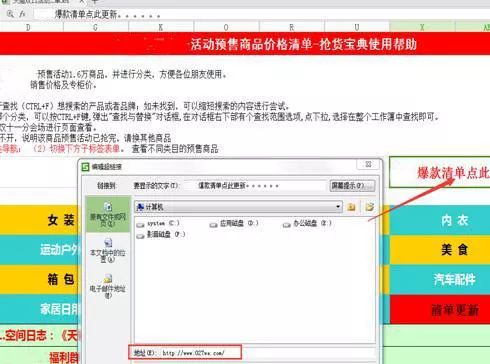 爆款清单点此更新......
D
X
-活动预售商品价格清单-抢货宝典使用帮助
预售活动1.6万商品，并进行分类，方便各位朋友使用。
销售价格及专柜价。
查找（CTRL+F）想搜索的产品或者品牌；如未找到，可以缩短搜索的内容进行尝试。
部个分类，可以按CTRL+F键，弹出"查找与替换"对话框，在对话框右下部有个查找范围选项，点下拉，选择在整个工作薄中查找即可。
双十一分会场进行页面查看。
不开，说明该商品预售活动已抢完，请换其他商品
导航：（2）切换下方子标签表单。 查看不同类目的预售商品
爆款清单点此
编辑超链接
链接到：
要显示的文字(T):
爆款清单点此更新......
屏幕提示(P)...
原有文件或网页(X)
计算机
system (C:)
应用磁盘 (D:)
办公磁盘 (E:)
影音磁盘 (F:)
本文档中的位置(A)
电子邮件地址(M)
地址(E):
http://www.027wa.com/
女 装
内 衣
运动户外
美 食
箱 包
汽车配件
家居日用
清单更新
空间日志：《天
福利群